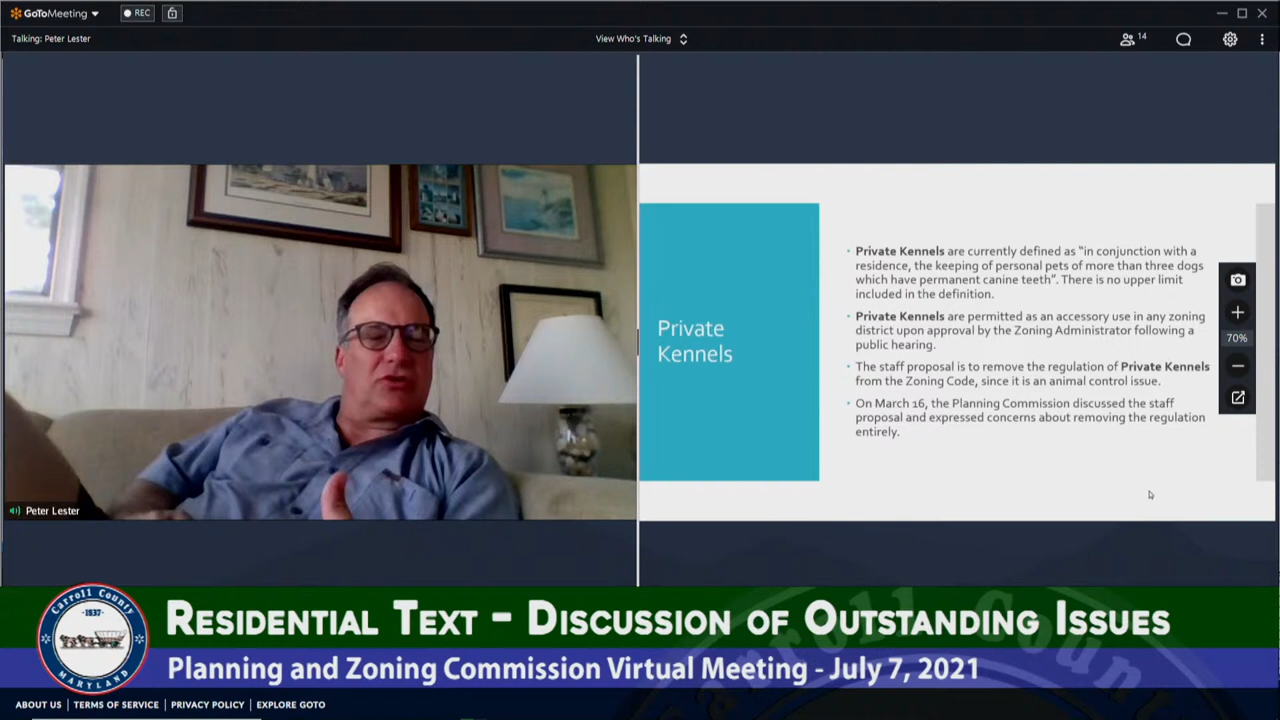 GoToMeeting
REC
Talking: Peter Lester
View Who's Talking
14
Private
Kennels
• Private Kennels are currently defined as “in conjunction with a
residence, the keeping of personal pets of more than three dogs
which have permanent canine teeth”. There is no upper limit
included in the definition.
• Private Kennels are permitted as an accessory use in any zoning
district upon approval by the Zoning Administrator following a
public hearing.
• The staff proposal is to remove the regulation of Private Kennels
from the Zoning Code, since it is an animal control issue.
• On March 16, the Planning Commission discussed the staff
proposal and expressed concerns about removing the regulation
entirely.
70%
Peter Lester
Carroll County
1937
MARYLAND
Residential Text - Discussion of Outstanding Issues
Planning and Zoning Commission Virtual Meeting - July 7, 2021
Carroll County
ABOUT US | TERMS OF SERVICE | PRIVACY POLICY | EXPLORE GOTO